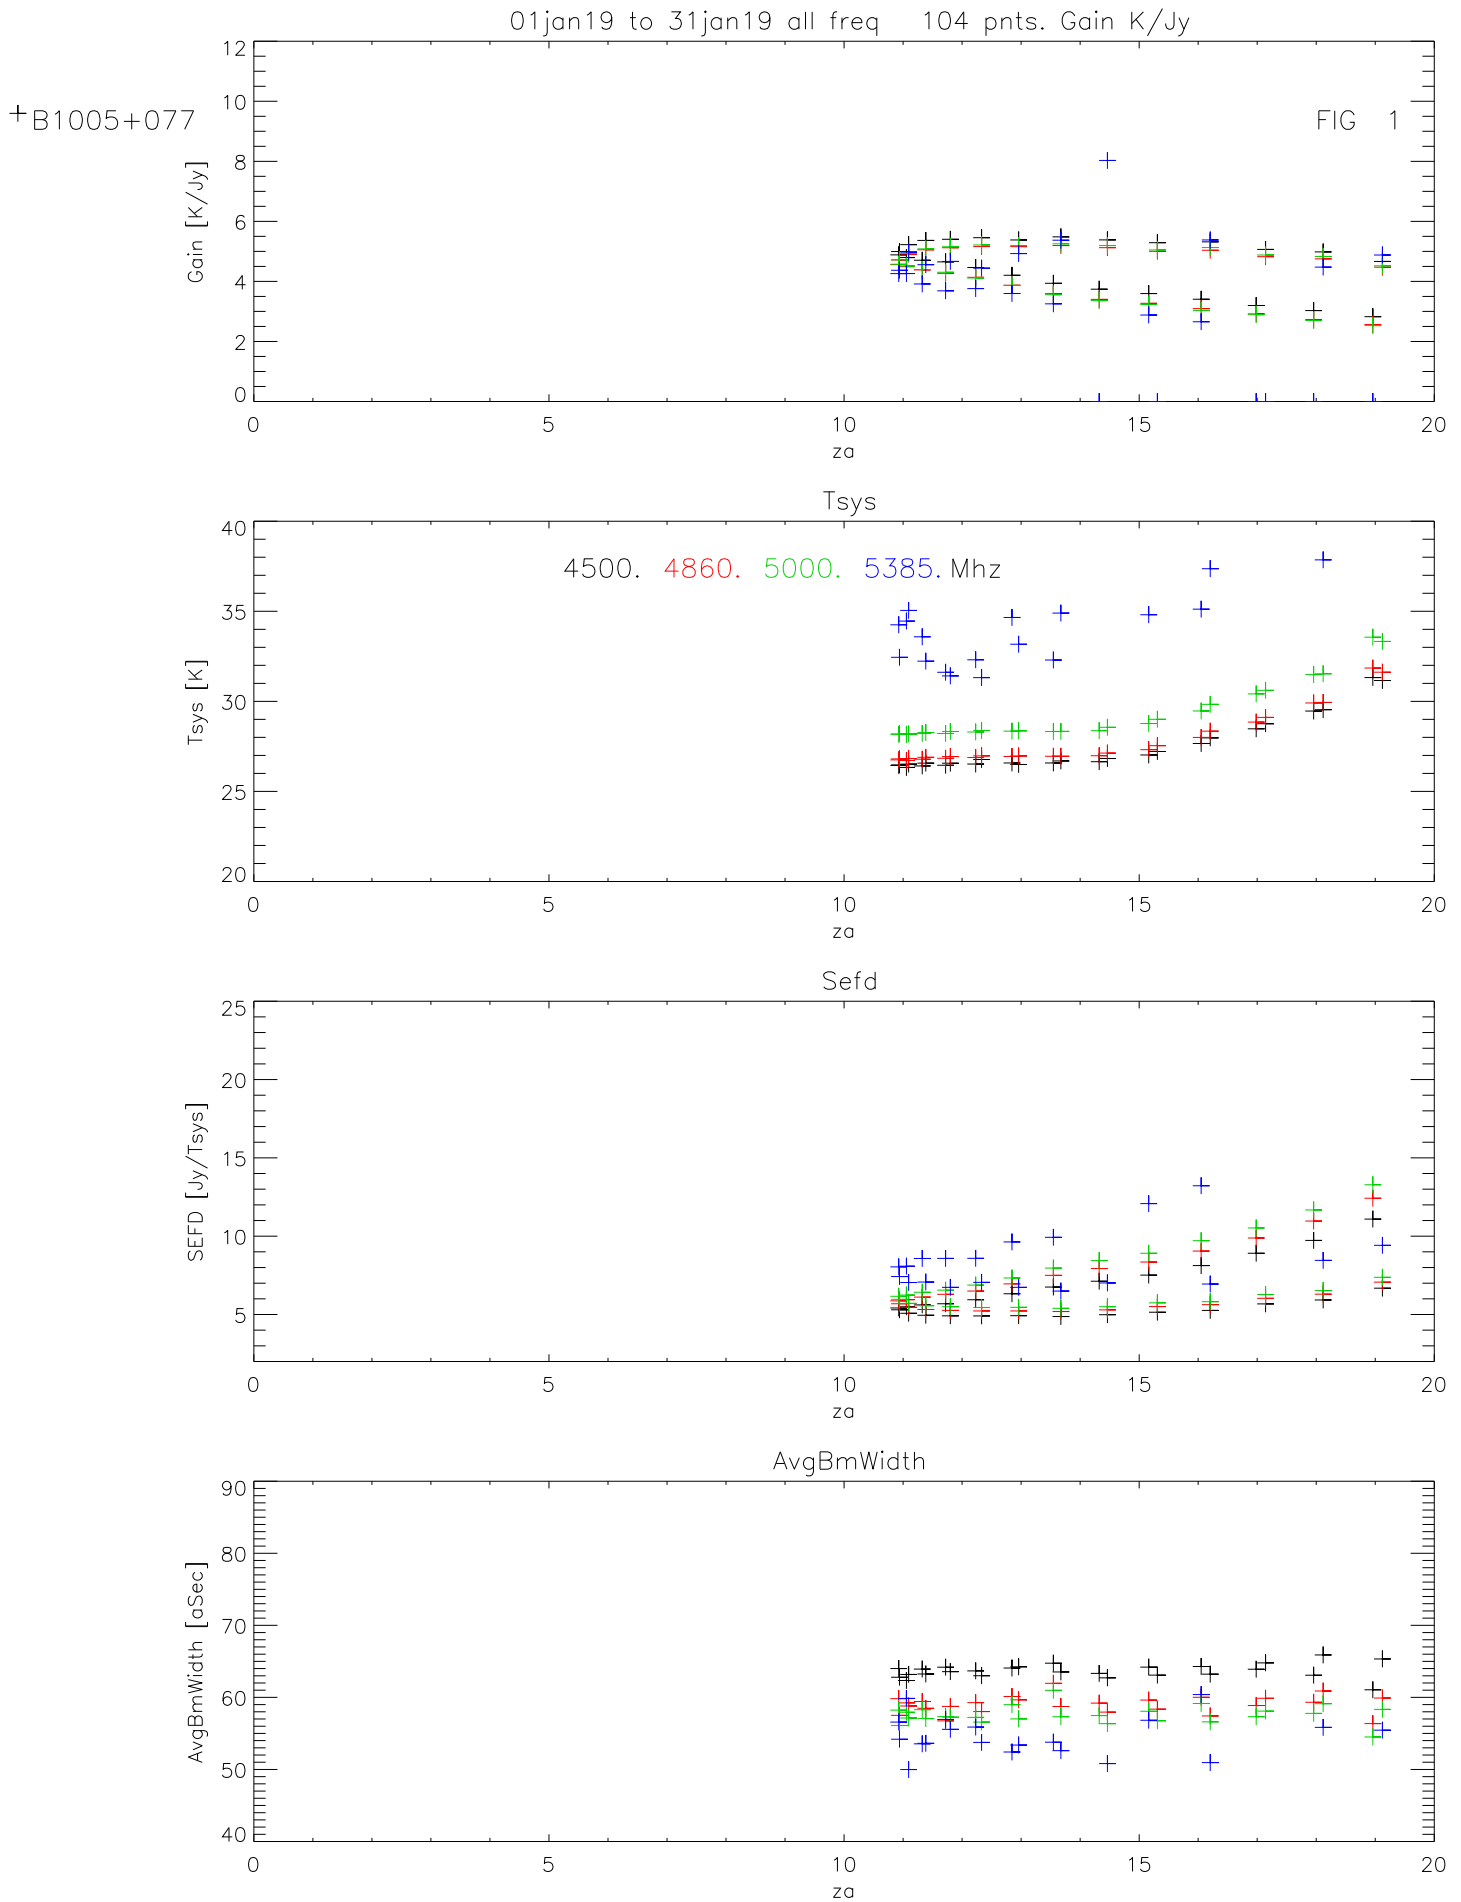 01jan19 to 31jan19 all freq 104 pnts. Gain K/Jy
+B1005+077
FIG 1
Gain [K/Jy]
12
10
8
6
4
2
0
0 5 10 15 20
za
Tsys
4500. 4860. 5000. 5385. Mhz
Tsys [K]
40
35
30
25
20
0 5 10 15 20
za
Sefd
SEFD [Jy/Tsys]
25
20
15
10
5
0 5 10 15 20
za
AvgBmWidth
AvgBmWidth [aSec]
90
80
70
60
50
40
0 5 10 15 20
za